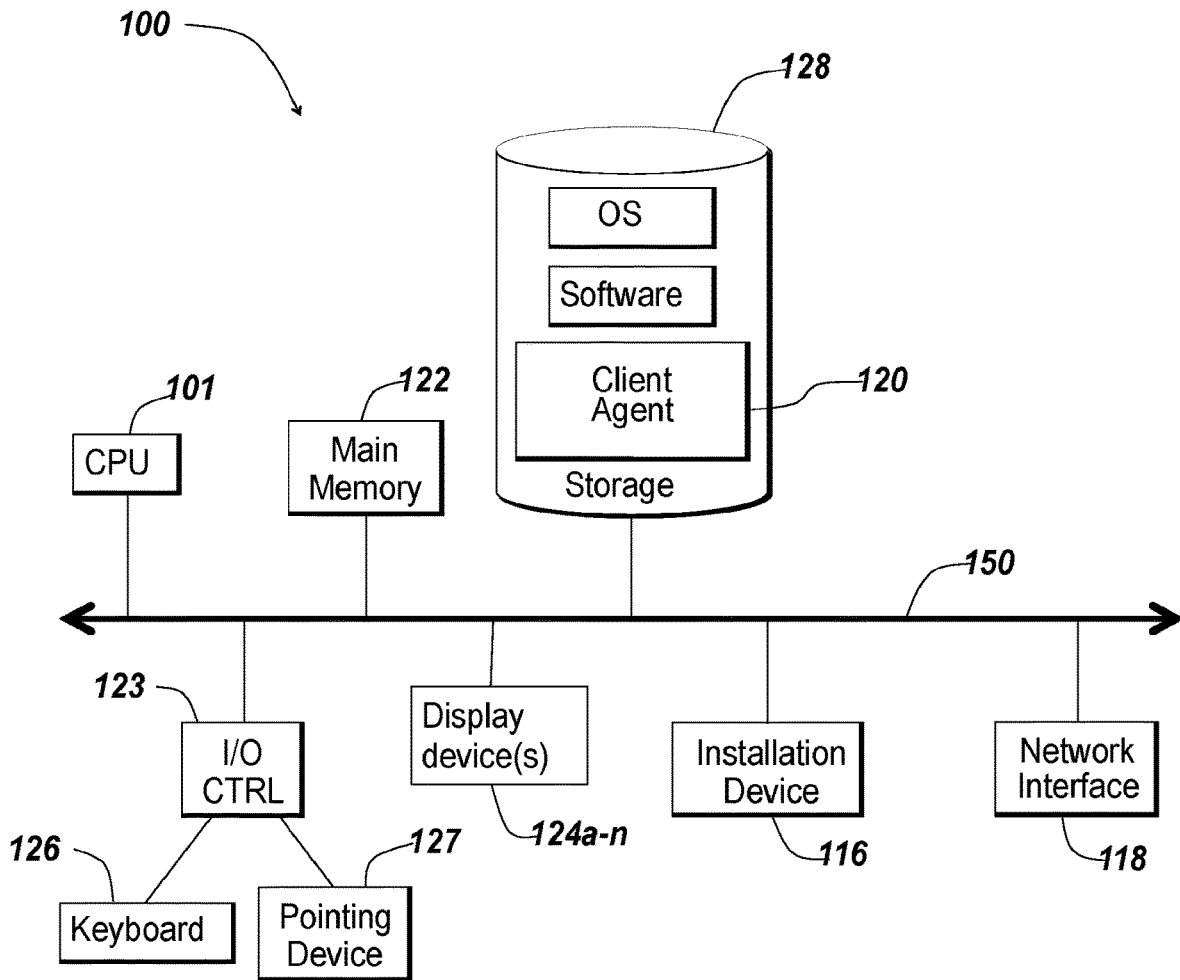 100
128
OS
Software
Client
Agent
120
Storage
101
CPU
122
Main
Memory
150
123
I/O
CTRL
Display
device(s)
124a-n
Installation
Device
116
Network
Interface
118
126
Keyboard
127
Pointing
Device